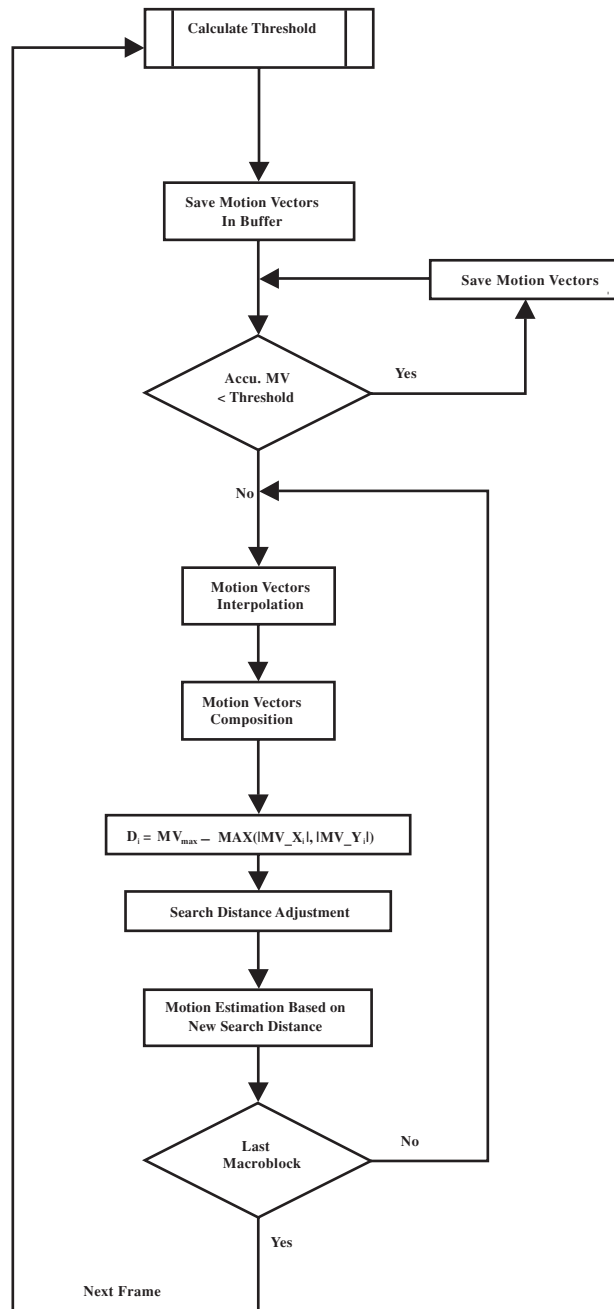 Calculate Threshold
Save Motion Vectors
In Buffer
Save Motion Vectors
Accu. MV
< Threshold
Yes
No
Motion Vectors
Interpolation
Motion Vectors
Composition
Dᵢ = MVₘₐₓ – MAX(|MV_Xᵢ|, |MV_Yᵢ|)
Search Distance Adjustment
Motion Estimation Based on
New Search Distance
Last
Macroblock
No
Yes
Next Frame